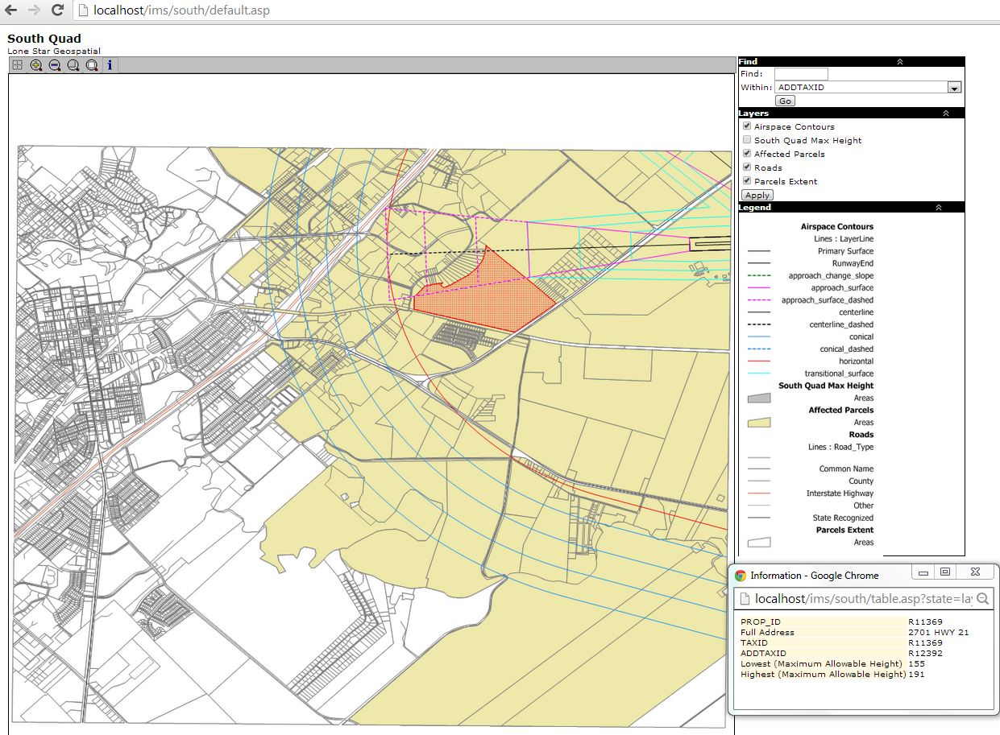 localhost/ims/south/default.asp
South Quad
Lone Star Geospatial
i
Find
Find:
Within: ADDTAXID
Go
Layers
Airspace Contours
South Quad Max Height
Affected Parcels
Roads
Parcels Extent
Apply
Legend
Airspace Contours
Lines : LayerLine
Primary Surface
RunwayEnd
approach_change_slope
approach_surface
approach_surface_dashed
centerline
centerline_dashed
conical
conical_dashed
horizontal
transitional_surface
South Quad Max Height
Areas
Affected Parcels
Areas
Roads
Lines : Road_Type
Common Name
County
Interstate Highway
Other
State Recognized
Parcels Extent
Areas
Information - Google Chrome
localhost/ims/south/table.asp?state=la
PROP_ID R11369
Full Address 2701 HWY 21
TAXID R11369
ADDTAXID R12392
Lowest (Maximum Allowable Height) 155
Highest (Maximum Allowable Height) 191